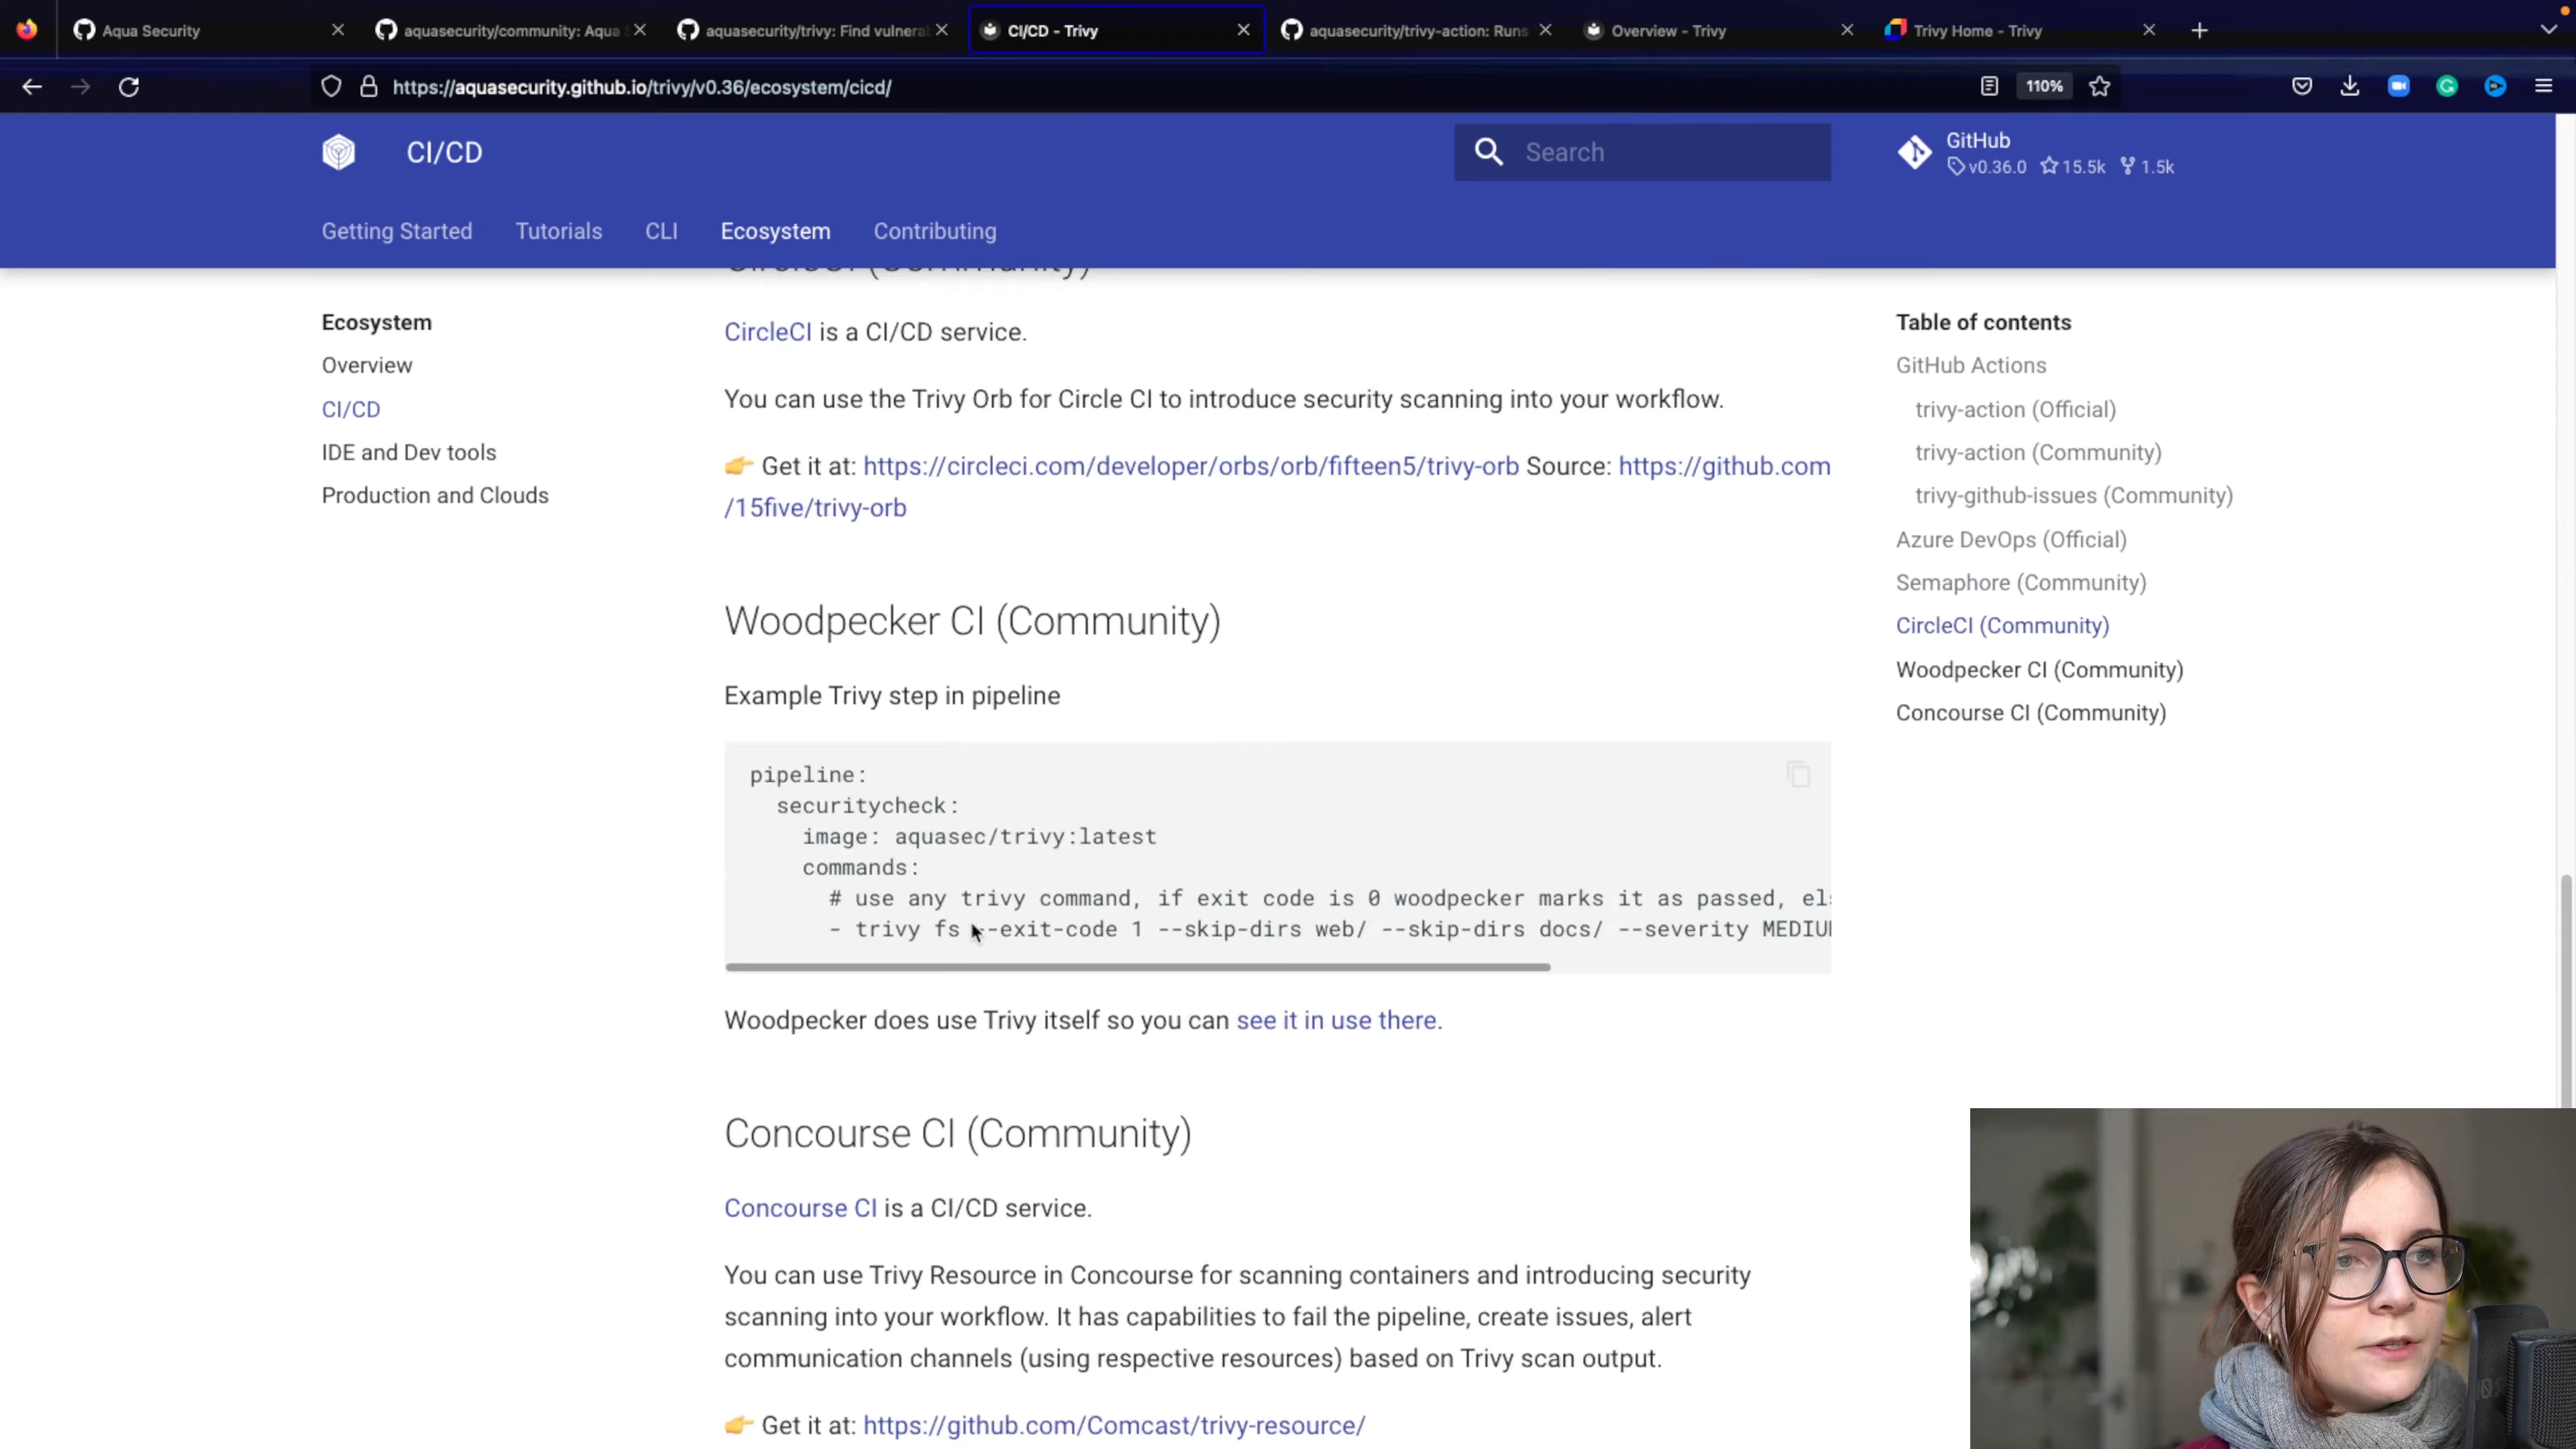 Aqua Security
aquasecurity/community: Aqua
aquasecurity/trivy: Find vulnera
CI/CD - Trivy
aquasecurity/trivy-action: Runs
Overview - Trivy
Trivy Home - Trivy
https://aquasecurity.github.io/trivy/v0.36/ecosystem/cicd/
110%
CI/CD
Search
GitHub
v0.36.0 15.5k 1.5k
Getting Started Tutorials CLI Ecosystem Contributing
Ecosystem
Overview
CI/CD
IDE and Dev tools
Production and Clouds
CircleCI (Community)
CircleCI is a CI/CD service.
You can use the Trivy Orb for Circle CI to introduce security scanning into your workflow.
👉 Get it at: https://circleci.com/developer/orbs/orb/fifteen5/trivy-orb Source: https://github.com
/15five/trivy-orb
Woodpecker CI (Community)
Example Trivy step in pipeline
pipeline:
securitycheck:
image: aquasec/trivy:latest
commands:
# use any trivy command, if exit code is 0 woodpecker marks it as passed, els
- trivy fs --exit-code 1 --skip-dirs web/ --skip-dirs docs/ --severity MEDIU
Woodpecker does use Trivy itself so you can see it in use there.
Concourse CI (Community)
Concourse CI is a CI/CD service.
You can use Trivy Resource in Concourse for scanning containers and introducing security
scanning into your workflow. It has capabilities to fail the pipeline, create issues, alert
communication channels (using respective resources) based on Trivy scan output.
👉 Get it at: https://github.com/Comcast/trivy-resource/
Table of contents
GitHub Actions
trivy-action (Official)
trivy-action (Community)
trivy-github-issues (Community)
Azure DevOps (Official)
Semaphore (Community)
CircleCI (Community)
Woodpecker CI (Community)
Concourse CI (Community)